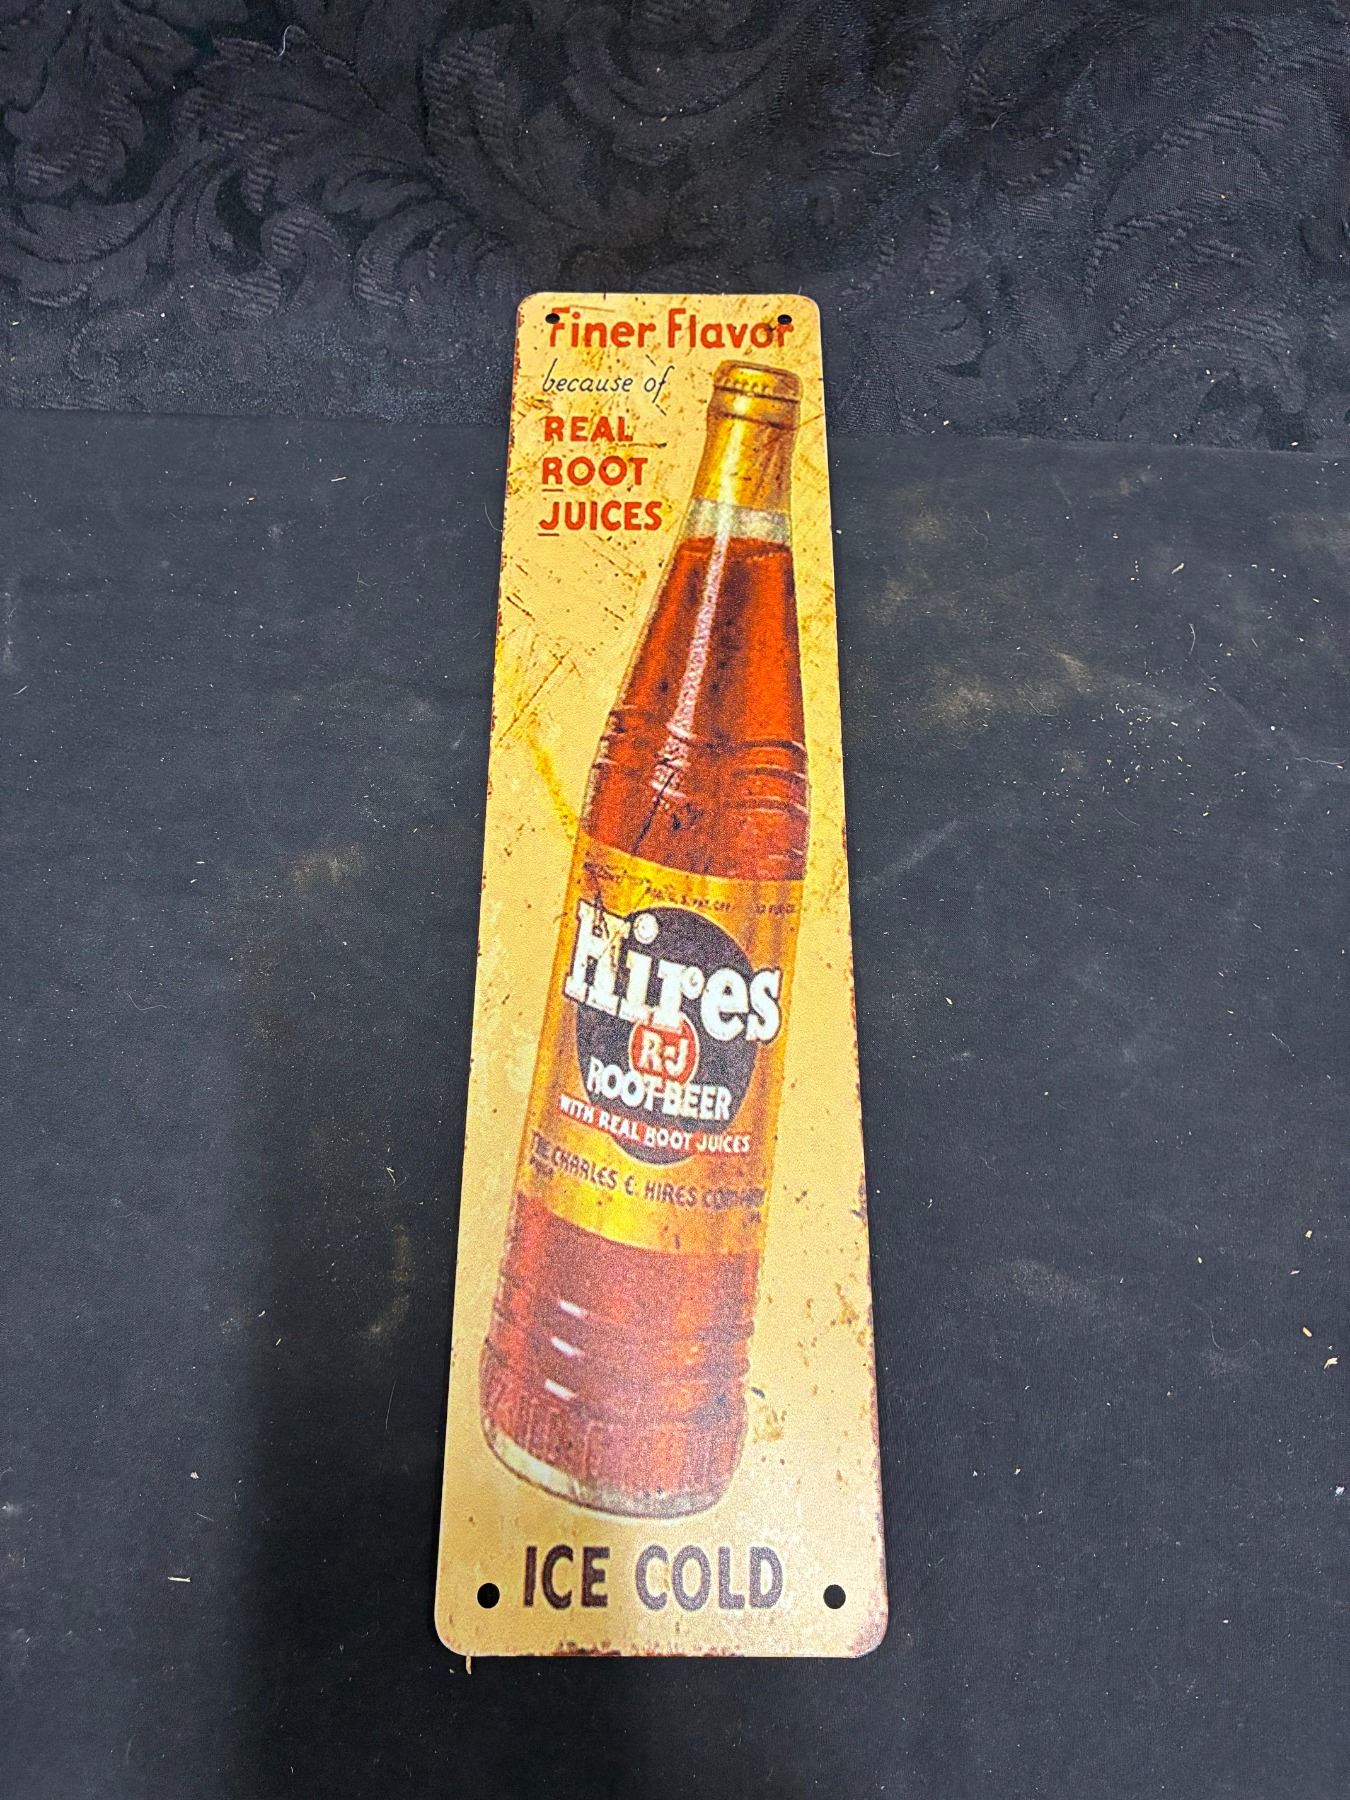 Finer Flavor
because of
REAL
ROOT
JUICES
Hires
R-J
ROOT-BEER
WITH REAL ROOT JUICES
THE CHARLES E. HIRES COMPANY
ICE COLD